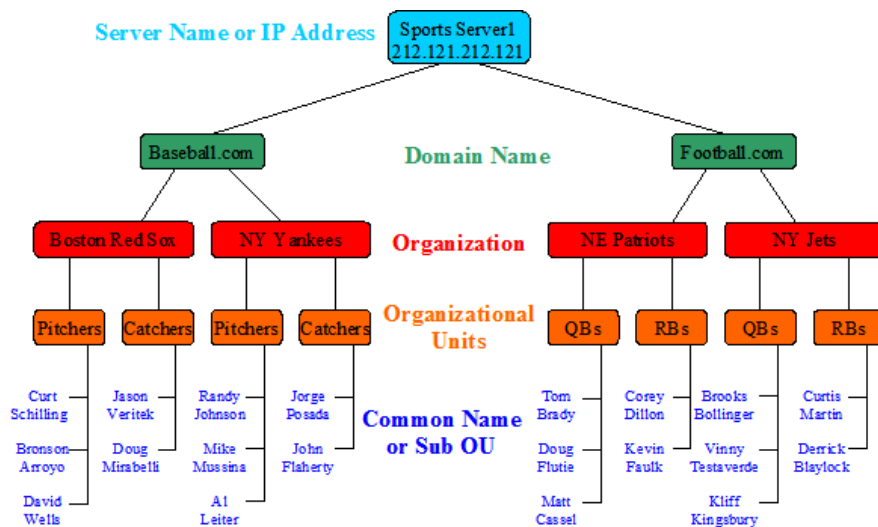 Server Name or IP Address
Sports Server1
212.121.212.121
Baseball.com
Domain Name
Football.com
Boston Red Sox
NY Yankees
Organization
NE Patriots
NY Jets
Pitchers
Catchers
Pitchers
Catchers
Organizational
Units
QBs
RBs
QBs
RBs
Curt
Schilling
Bronson
Arroyo
David
Wells
Jason
Veritek
Doug
Mirabelli
Randy
Johnson
Mike
Mussina
Al
Leiter
Jorge
Posada
John
Flaherty
Common Name
or Sub OU
Tom
Brady
Doug
Flutie
Matt
Cassel
Corey
Dillon
Kevin
Faulk
Brooks
Bollinger
Vinny
Testaverde
Kliff
Kingsbury
Curtis
Martin
Derrick
Blaylock